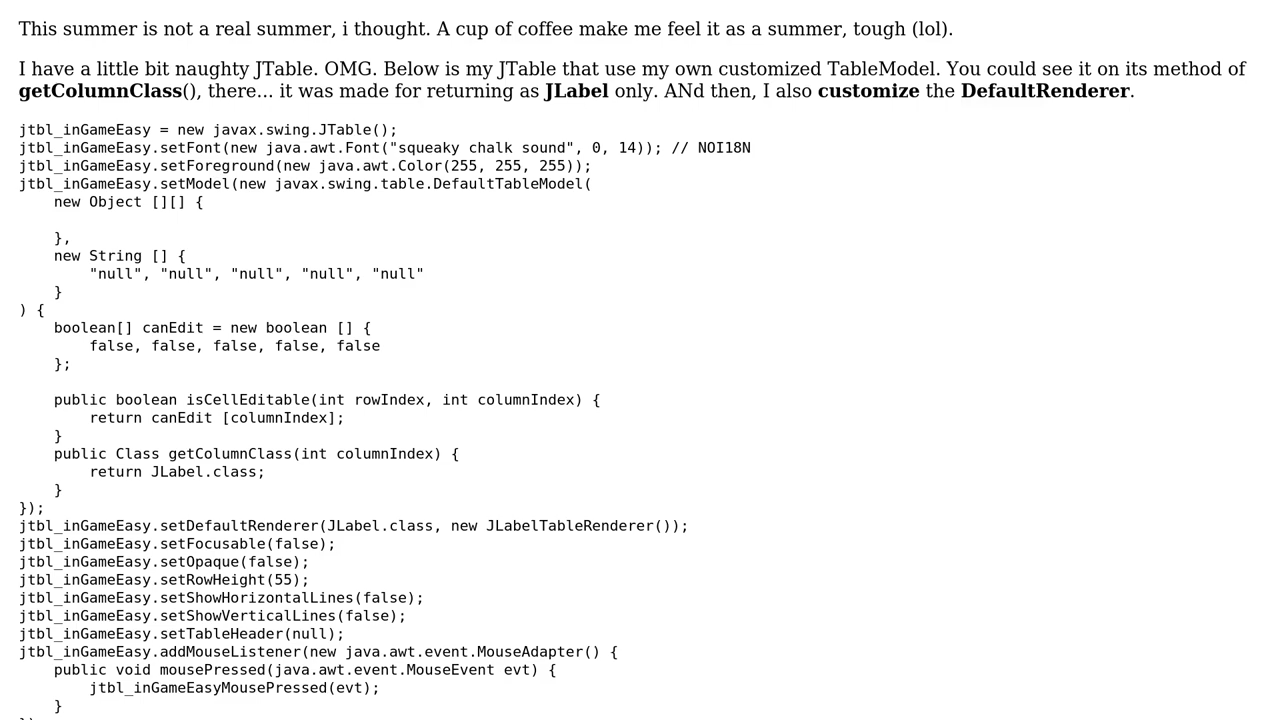 This summer is not a real summer, i thought. A cup of coffee make me feel it as a summer, tough (lol).
I have a little bit naughty JTable. OMG. Below is my JTable that use my own customized TableModel. You could see it on its method of
getColumnClass(), there... it was made for returning as JLabel only. ANd then, I also customize the DefaultRenderer.
jtbl_inGameEasy = new javax.swing.JTable();
jtbl_inGameEasy.setFont(new java.awt.Font("squeaky chalk sound", 0, 14)); // NOI18N
jtbl_inGameEasy.setForeground(new java.awt.Color(255, 255, 255));
jtbl_inGameEasy.setModel(new javax.swing.table.DefaultTableModel(
    new Object [][] {

    },
    new String [] {
        "null", "null", "null", "null", "null"
    }
) {
    boolean[] canEdit = new boolean [] {
        false, false, false, false, false
    };

    public boolean isCellEditable(int rowIndex, int columnIndex) {
        return canEdit [columnIndex];
    }
    public Class getColumnClass(int columnIndex) {
        return JLabel.class;
    }
});
jtbl_inGameEasy.setDefaultRenderer(JLabel.class, new JLabelTableRenderer());
jtbl_inGameEasy.setFocusable(false);
jtbl_inGameEasy.setOpaque(false);
jtbl_inGameEasy.setRowHeight(55);
jtbl_inGameEasy.setShowHorizontalLines(false);
jtbl_inGameEasy.setShowVerticalLines(false);
jtbl_inGameEasy.setTableHeader(null);
jtbl_inGameEasy.addMouseListener(new java.awt.event.MouseAdapter() {
    public void mousePressed(java.awt.event.MouseEvent evt) {
        jtbl_inGameEasyMousePressed(evt);
    }